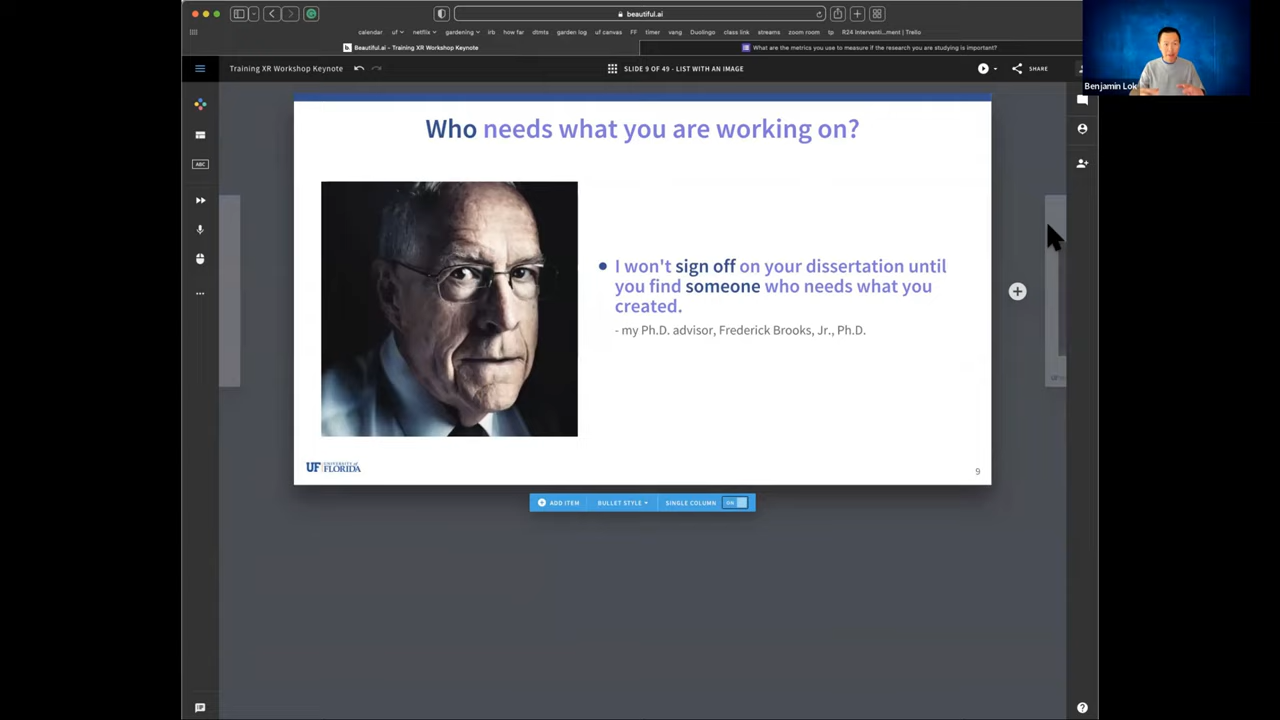 beautiful.ai
calendar uf netflix gardening irb how far dtmts garden log uf canvas FF timer vang Duolingo class link streams zoom room tp R24 Interventi...ment | Trello
Beautiful.ai - Training XR Workshop Keynote
What are the metrics you use to measure if the research you are studying is important?
Training XR Workshop Keynote
SLIDE 9 OF 49 - LIST WITH AN IMAGE
SHARE
Benjamin Lok
ABC
Who needs what you are working on?
• I won't sign off on your dissertation until
you find someone who needs what you
created.
- my Ph.D. advisor, Frederick Brooks, Jr., Ph.D.
UF UNIVERSITY of
FLORIDA
9
ADD ITEM BULLET STYLE SINGLE COLUMN ON